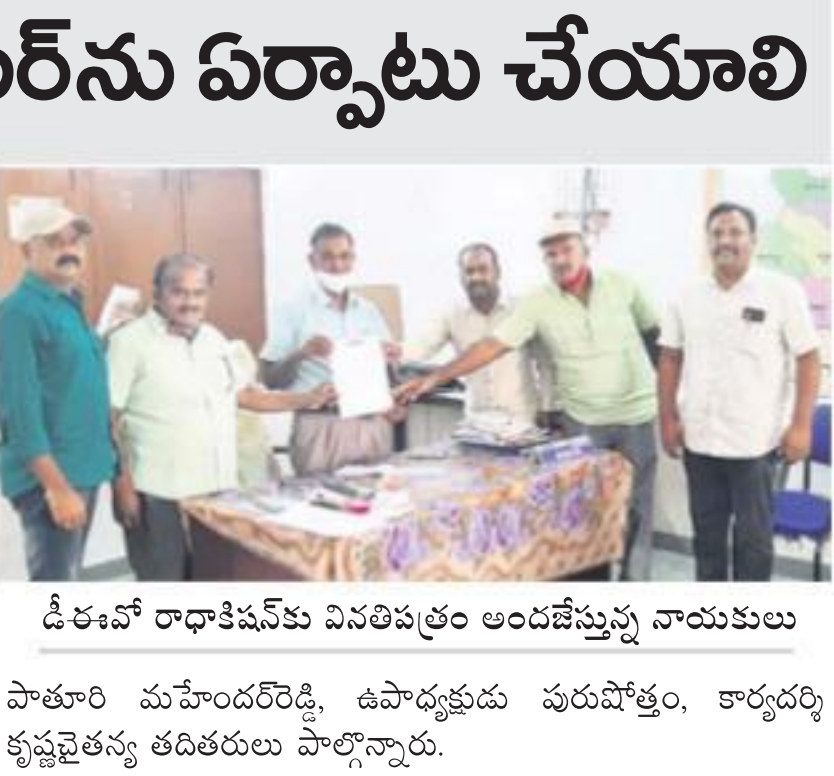 ఏర్పాటు చేయాలి
డీఈవో రాధాకిషన్‌కు వినతిపత్రం అందజేస్తున్న నాయకులు
పాతూరి మహేందర్‌రెడ్డి, ఉపాధ్యక్షుడు పురుషోత్తం, కార్యదర్శి
కృష్ణచైతన్య తదితరులు పాల్గొన్నారు.